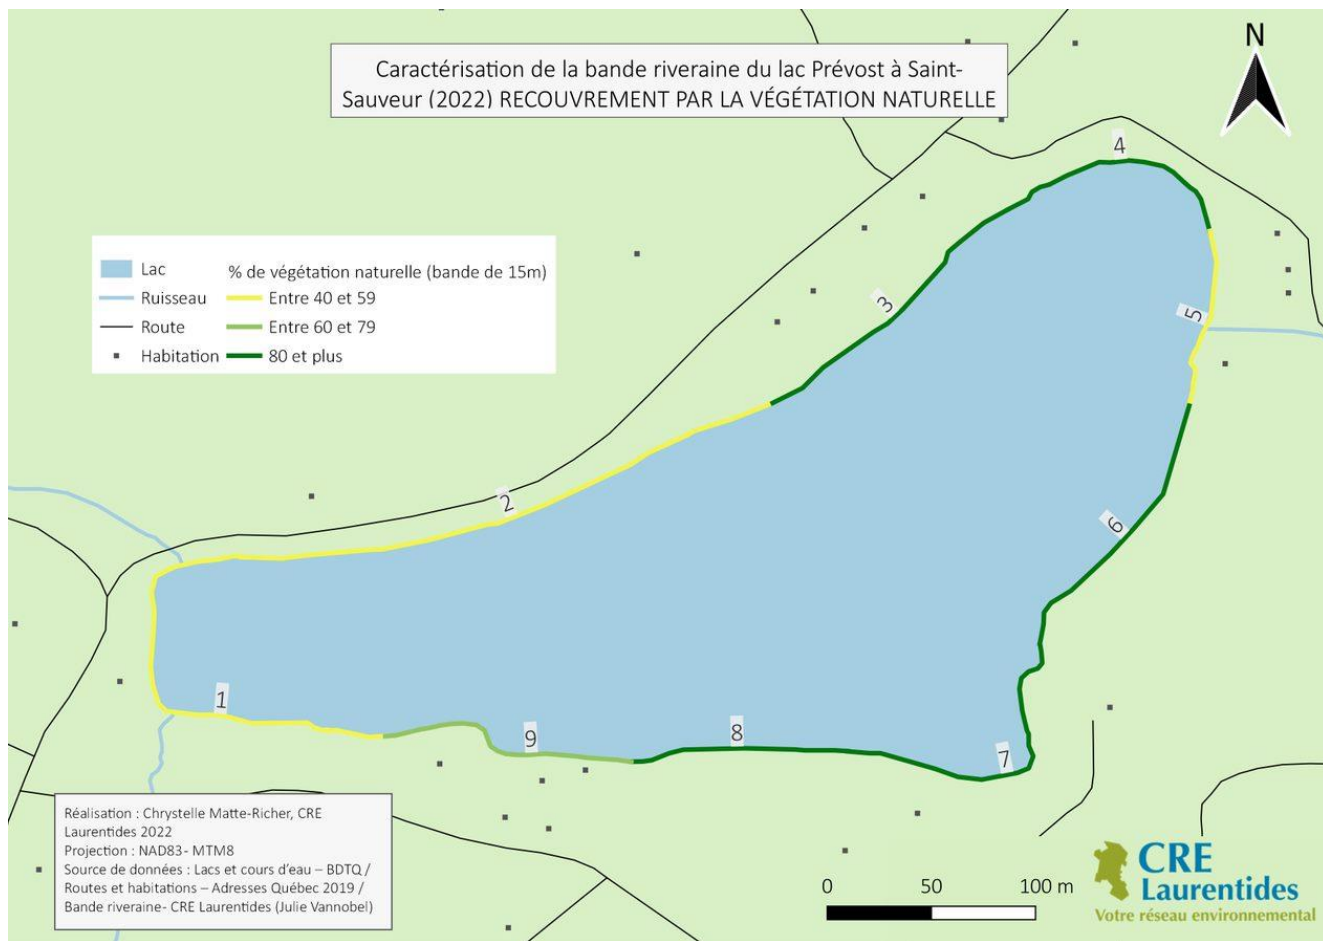 Caractérisation de la bande riveraine du lac Prévost à Saint-
Sauveur (2022) RECOUVREMENT PAR LA VÉGÉTATION NATURELLE
N
4
3
5
Lac
% de végétation naturelle (bande de 15m)
Ruisseau
Entre 40 et 59
Route
Entre 60 et 79
Habitation
80 et plus
2
6
1
9
8
7
Réalisation : Chrystelle Matte-Richer, CRE
Laurentides 2022
Projection : NAD83- MTM8
Source de données : Lacs et cours d'eau – BDTQ /
Routes et habitations – Adresses Québec 2019 /
Bande riveraine- CRE Laurentides (Julie Vannobel)
0 50 100 m
CRE
Laurentides
Votre réseau environnemental